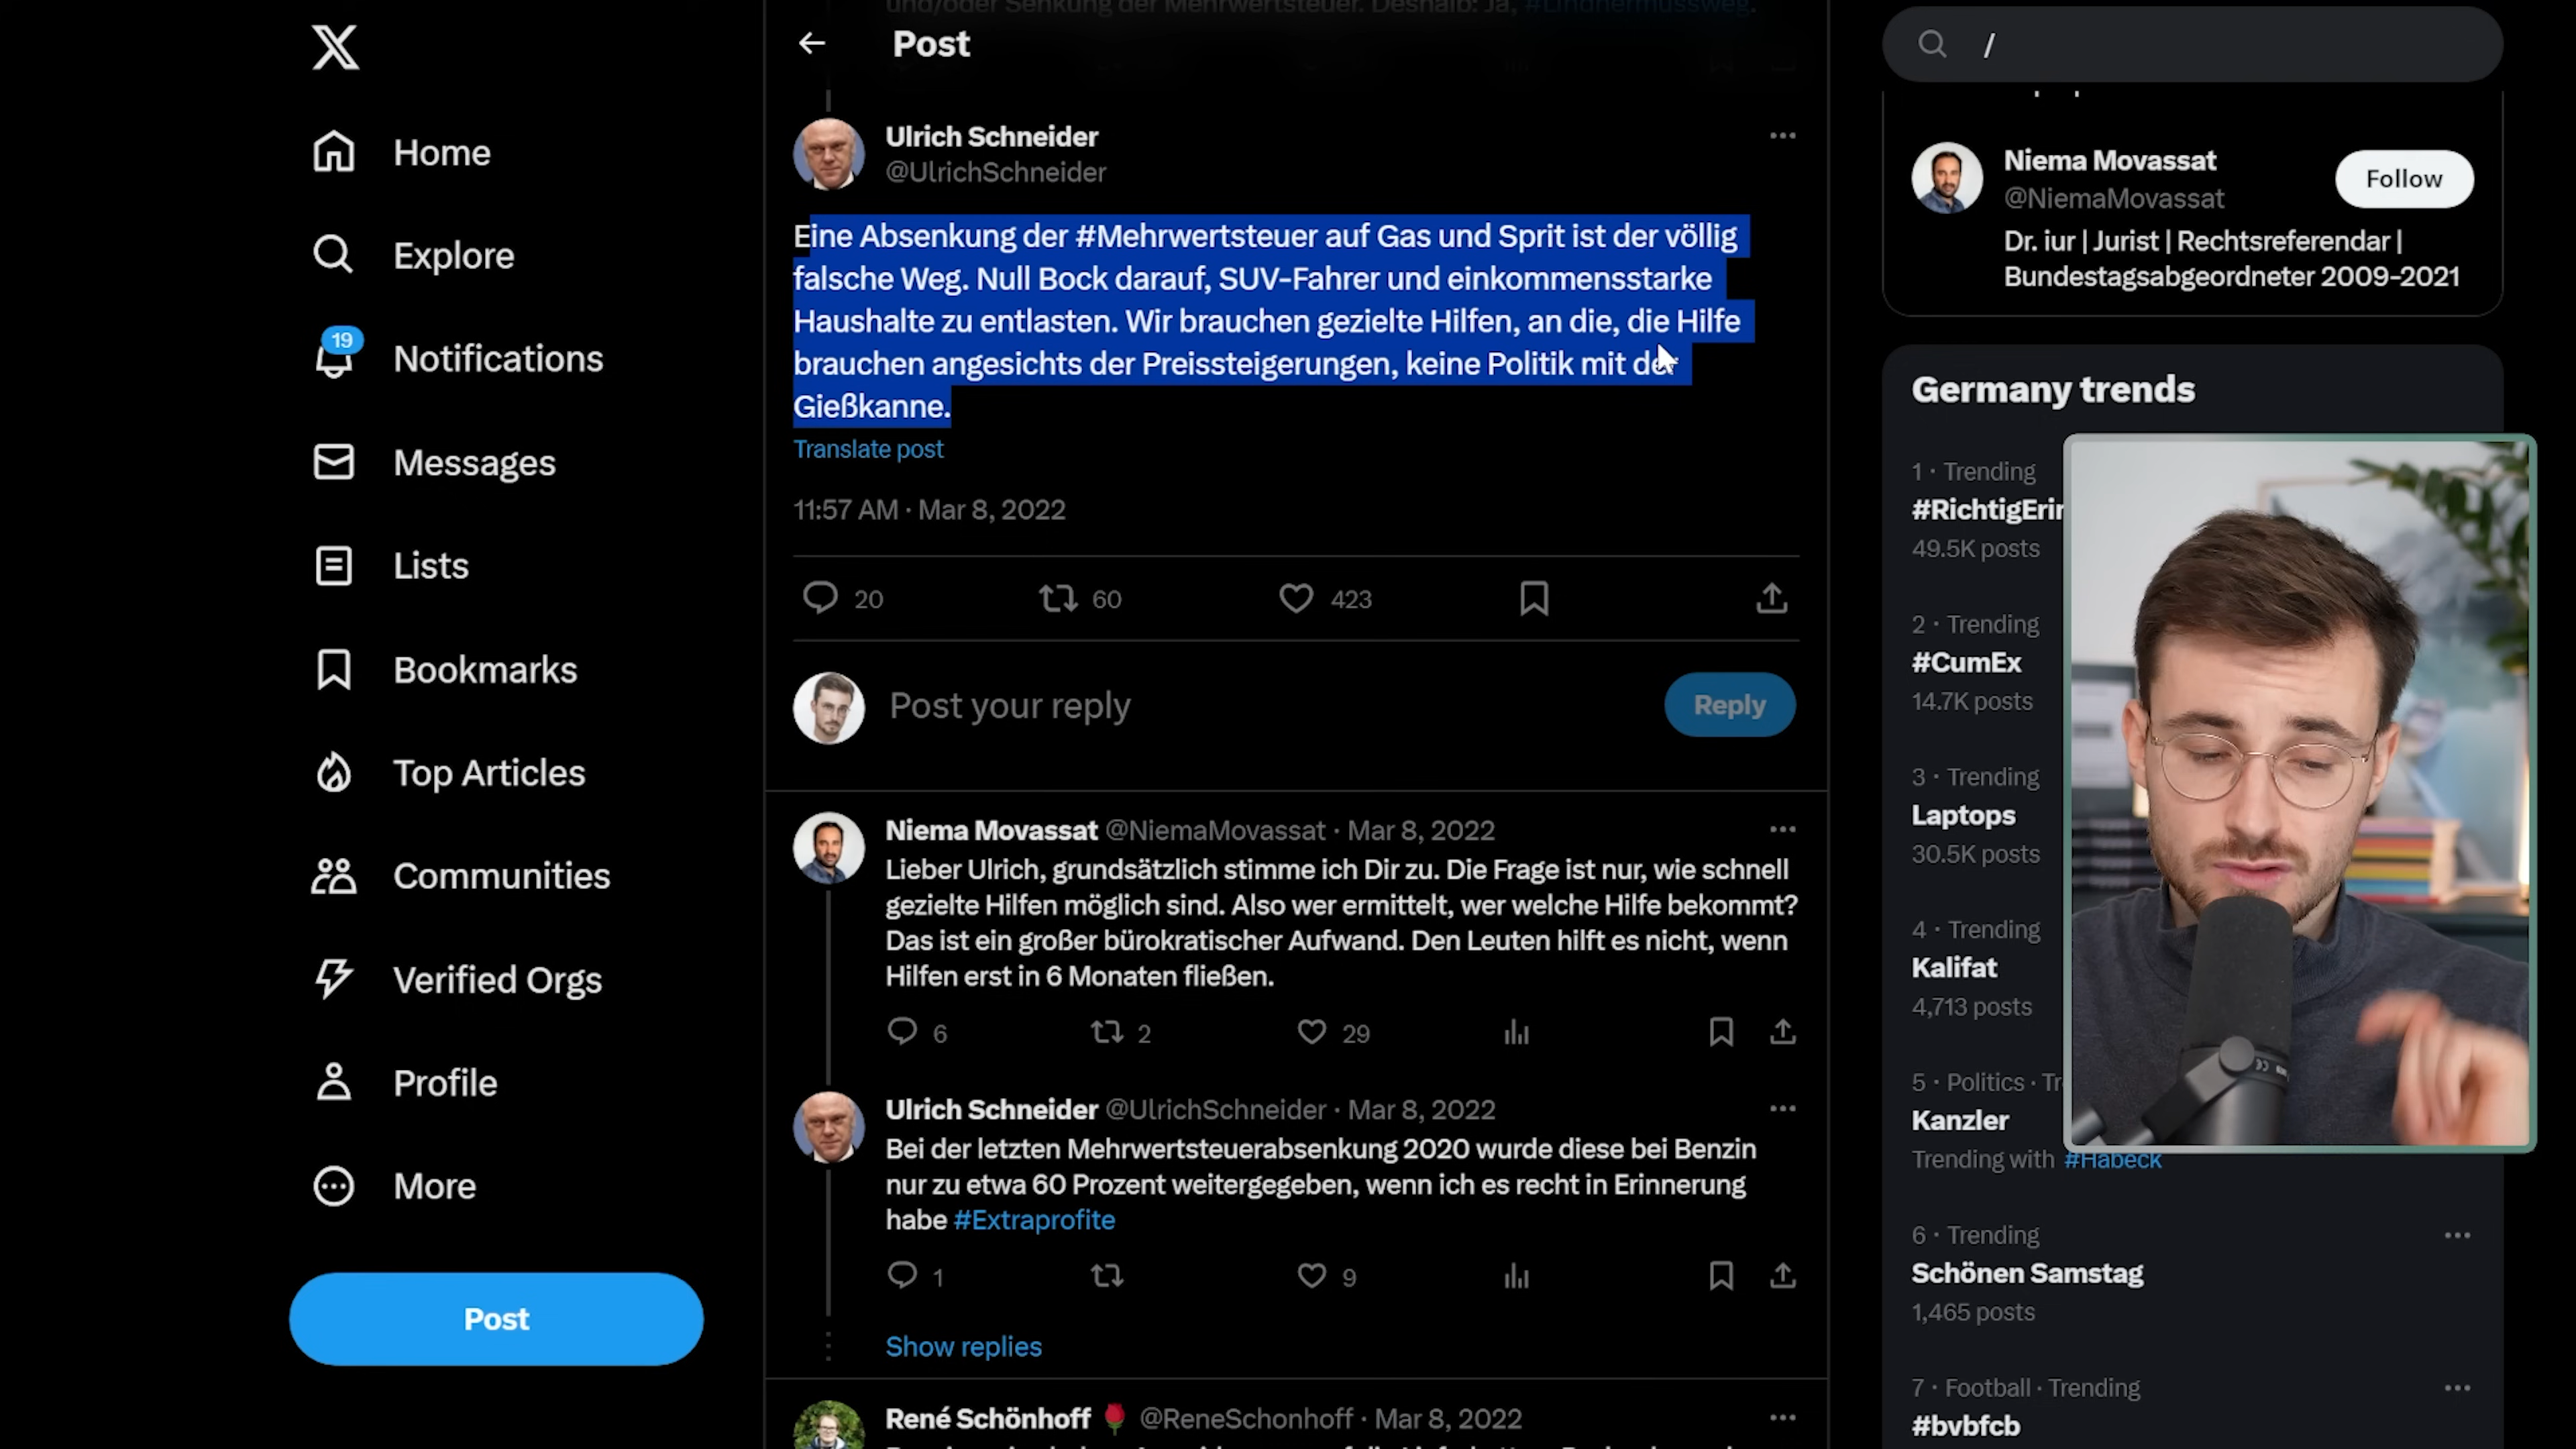 und/oder Senkung der Mehrwertsteuer. Deshalb: Ja, #Lindnermussweg.
Post
Home
Explore
19
Notifications
Messages
Lists
Bookmarks
Top Articles
Communities
Verified Orgs
Profile
More
Post
Ulrich Schneider
@UlrichSchneider
Eine Absenkung der #Mehrwertsteuer auf Gas und Sprit ist der völlig
falsche Weg. Null Bock darauf, SUV-Fahrer und einkommensstarke
Haushalte zu entlasten. Wir brauchen gezielte Hilfen, an die, die Hilfe
brauchen angesichts der Preissteigerungen, keine Politik mit der
Gießkanne.
Translate post
11:57 AM · Mar 8, 2022
20 60 423
Post your reply
Reply
Niema Movassat @NiemaMovassat · Mar 8, 2022
Lieber Ulrich, grundsätzlich stimme ich Dir zu. Die Frage ist nur, wie schnell
gezielte Hilfen möglich sind. Also wer ermittelt, wer welche Hilfe bekommt?
Das ist ein großer bürokratischer Aufwand. Den Leuten hilft es nicht, wenn
Hilfen erst in 6 Monaten fließen.
6 2 29
Ulrich Schneider @UlrichSchneider · Mar 8, 2022
Bei der letzten Mehrwertsteuerabsenkung 2020 wurde diese bei Benzin
nur zu etwa 60 Prozent weitergegeben, wenn ich es recht in Erinnerung
habe #Extraprofite
1 9
Show replies
René Schönhoff @ReneSchonhoff · Mar 8, 2022
/
Niema Movassat
@NiemaMovassat
Follow
Dr. iur | Jurist | Rechtsreferendar |
Bundestagsabgeordneter 2009-2021
Germany trends
1 · Trending
#RichtigErin
49.5K posts
2 · Trending
#CumEx
14.7K posts
3 · Trending
Laptops
30.5K posts
4 · Trending
Kalifat
4,713 posts
5 · Politics · Tr
Kanzler
Trending with #Habeck
6 · Trending
Schönen Samstag
1,465 posts
7 · Football · Trending
#bvbfcb